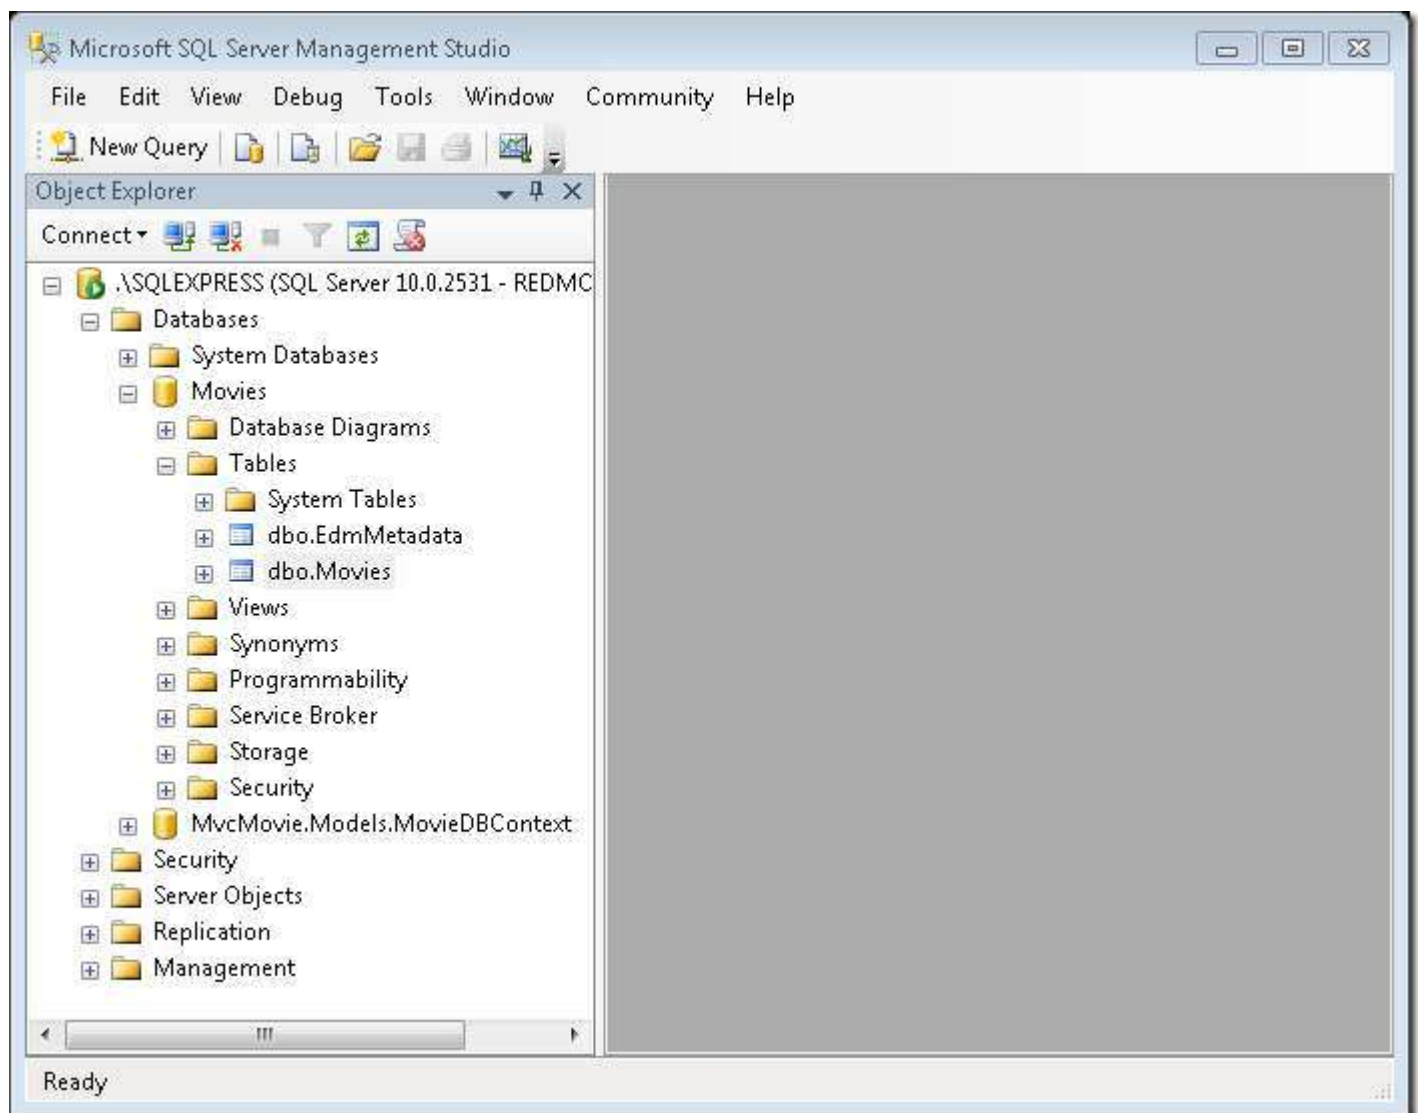 Microsoft SQL Server Management Studio
File Edit View Debug Tools Window Community Help
New Query
Object Explorer
Connect
.\SQLEXPRESS (SQL Server 10.0.2531 - REDMC
Databases
System Databases
Movies
Database Diagrams
Tables
System Tables
dbo.EdmMetadata
dbo.Movies
Views
Synonyms
Programmability
Service Broker
Storage
Security
MvcMovie.Models.MovieDBContext
Security
Server Objects
Replication
Management
Ready